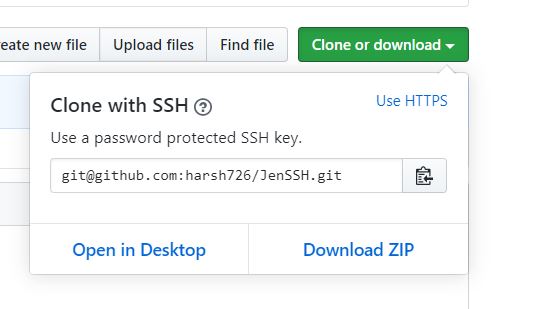 eate new file Upload files Find file Clone or download
Clone with SSH ? Use HTTPS
Use a password protected SSH key.
git@github.com:harsh726/JenSSH.git
Open in Desktop Download ZIP